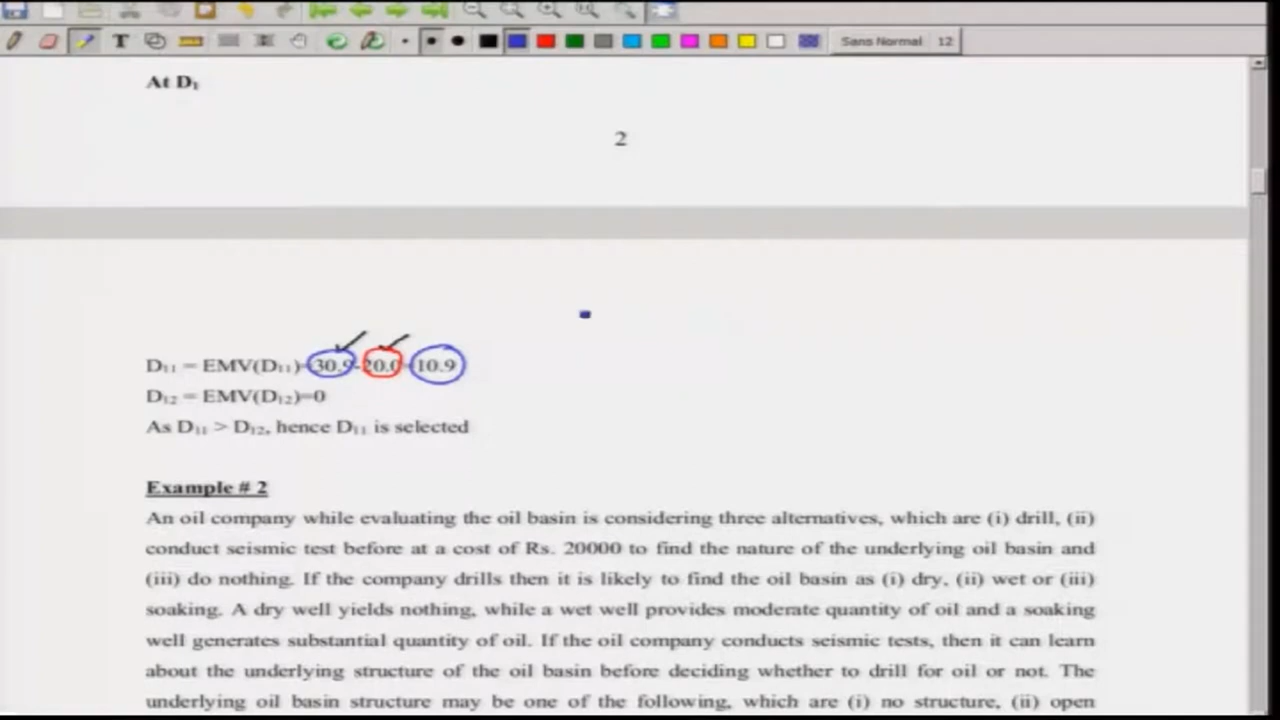 T
Sans Normal 12
At D₁
2
D₁₁ = EMV(D₁₁)=30.9-20.0=10.9
D₁₂ = EMV(D₁₂)=0
As D₁₁ > D₁₂, hence D₁₁ is selected
Example # 2
An oil company while evaluating the oil basin is considering three alternatives, which are (i) drill, (ii)
conduct seismic test before at a cost of Rs. 20000 to find the nature of the underlying oil basin and
(iii) do nothing. If the company drills then it is likely to find the oil basin as (i) dry, (ii) wet or (iii)
soaking. A dry well yields nothing, while a wet well provides moderate quantity of oil and a soaking
well generates substantial quantity of oil. If the oil company conducts seismic tests, then it can learn
about the underlying structure of the oil basin before deciding whether to drill for oil or not. The
underlying oil basin structure may be one of the following, which are (i) no structure, (ii) open